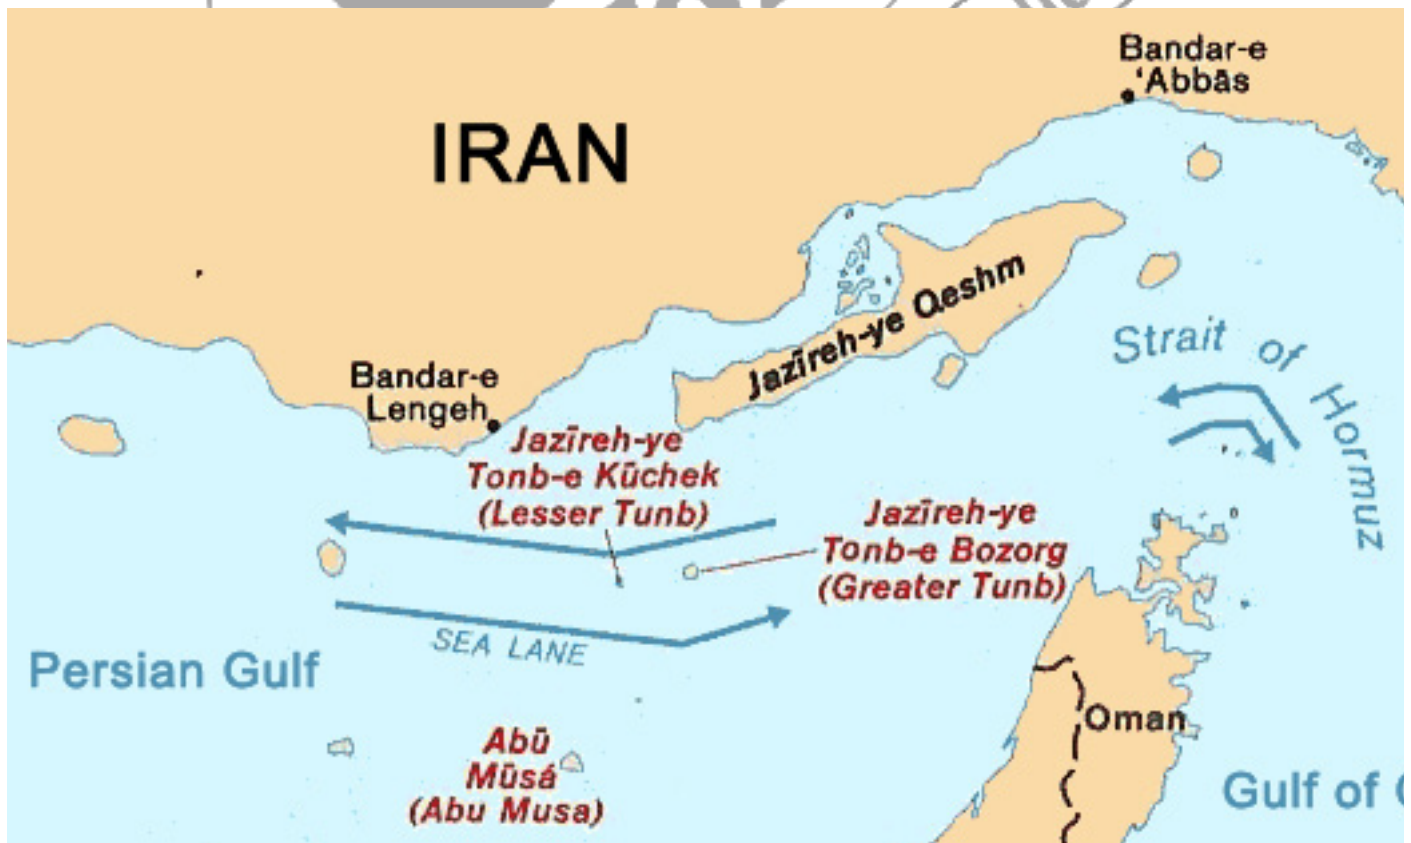 Bandar-e
'Abbās
IRAN
Jazīreh-ye Qeshm
Strait of Hormuz
Bandar-e
Lengeh
Jazīreh-ye
Tonb-e Kūchek
(Lesser Tunb)
Jazīreh-ye
Tonb-e Bozorg
(Greater Tunb)
SEA LANE
Persian Gulf
Oman
Abū
Mūsá
(Abu Musa)
Gulf of